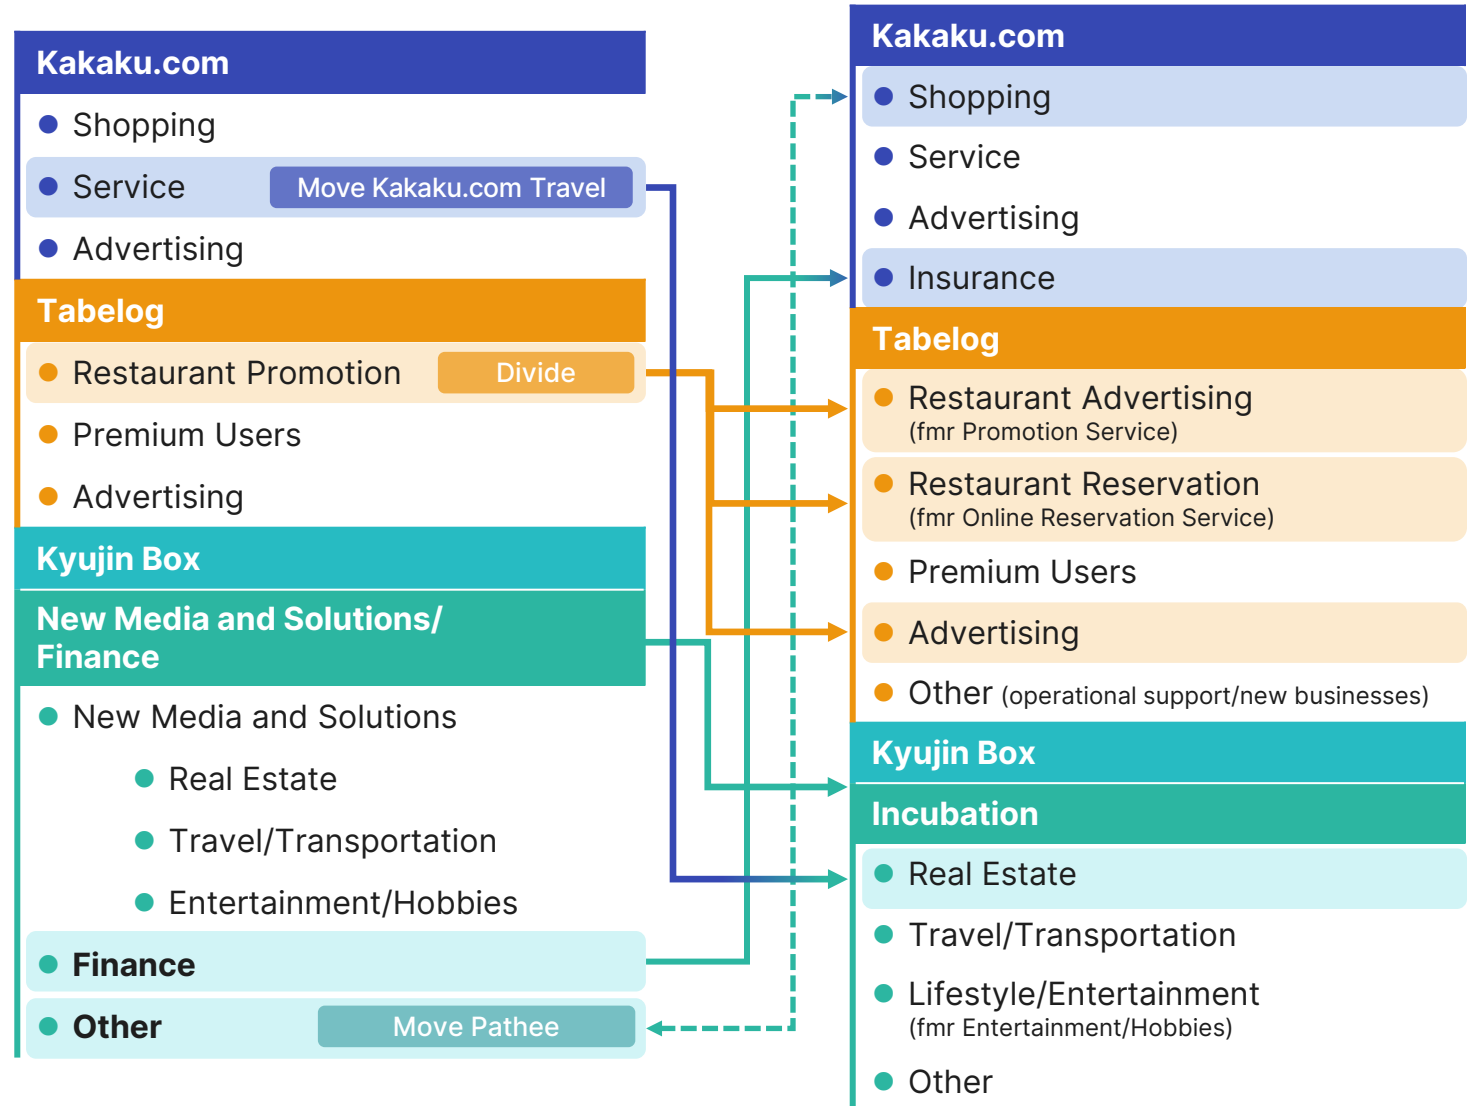 Kakaku.com
Shopping
Service
Move Kakaku.com Travel
Advertising
Tabelog
Restaurant Promotion
Divide
Premium Users
Advertising
Kyujin Box
New Media and Solutions/
Finance
New Media and Solutions
Real Estate
Travel/Transportation
Entertainment/Hobbies
Finance
Other
Move Pathee
Kakaku.com
Shopping
Service
Advertising
Insurance
Tabelog
Restaurant Advertising
(fmr Promotion Service)
Restaurant Reservation
(fmr Online Reservation Service)
Premium Users
Advertising
Other (operational support/new businesses)
Kyujin Box
Incubation
Real Estate
Travel/Transportation
Lifestyle/Entertainment
(fmr Entertainment/Hobbies)
Other